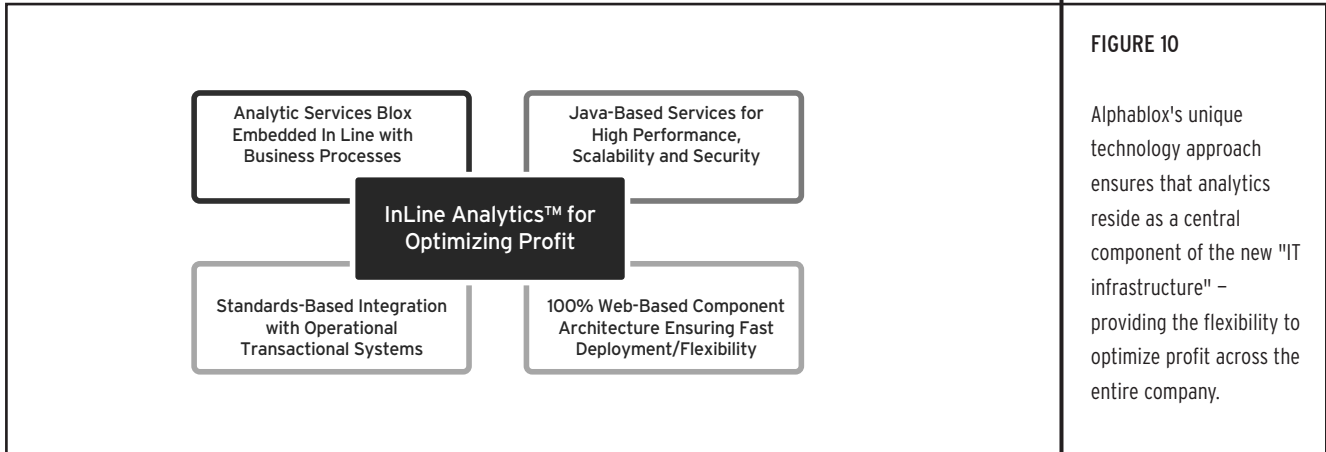 Analytic Services Blox
Embedded In Line with
Business Processes
Java-Based Services for
High Performance,
Scalability and Security
InLine Analytics™ for
Optimizing Profit
Standards-Based Integration
with Operational
Transactional Systems
100% Web-Based Component
Architecture Ensuring Fast
Deployment/Flexibility
FIGURE 10
Alphablox's unique
technology approach
ensures that analytics
reside as a central
component of the new "IT
infrastructure" –
providing the flexibility to
optimize profit across the
entire company.